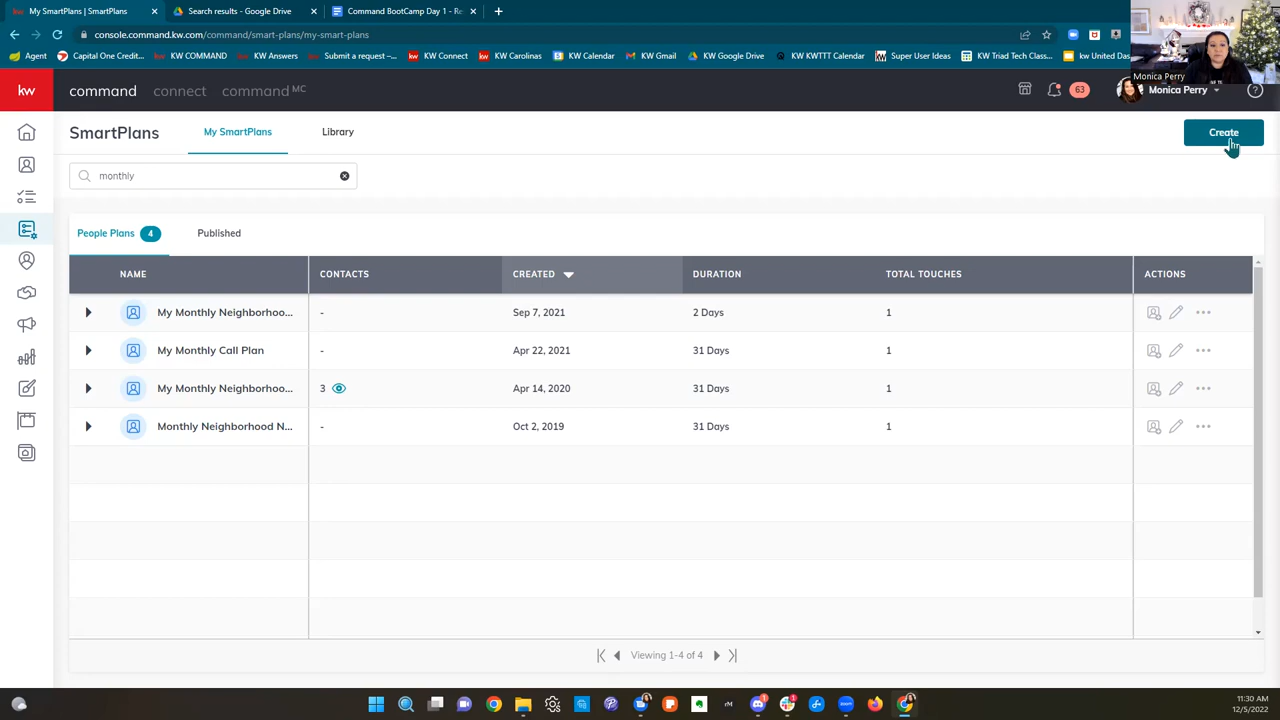 My SmartPlans | SmartPlans
Search results - Google Drive
Command BootCamp Day 1 - Re
console.command.kw.com/command/smart-plans/my-smart-plans
Agent
Capital One Credit...
KW COMMAND
KW Answers
Submit a request -...
KW Connect
KW Carolinas
KW Calendar
KW Gmail
KW Google Drive
KW KWTTT Calendar
Super User Ideas
KW Triad Tech Class...
kw United Das
Monica Perry
kw
command
connect
command MC
63
Monica Perry
SmartPlans
My SmartPlans
Library
Create
monthly
People Plans 4
Published
NAME CONTACTS CREATED DURATION TOTAL TOUCHES ACTIONS
My Monthly Neighborhoo... - Sep 7, 2021 2 Days 1
My Monthly Call Plan - Apr 22, 2021 31 Days 1
My Monthly Neighborhoo... 3 Apr 14, 2020 31 Days 1
Monthly Neighborhood N... - Oct 2, 2019 31 Days 1
Viewing 1-4 of 4
11:30 AM
12/5/2022